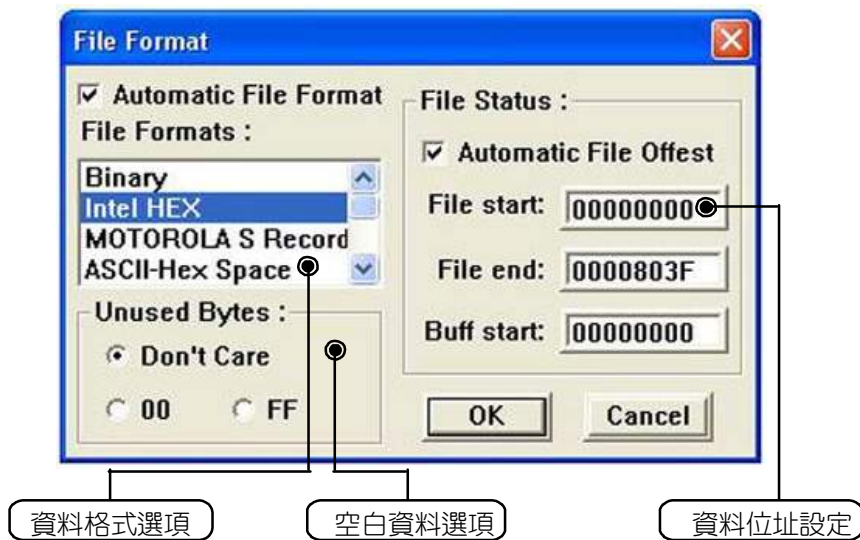 File Format
Automatic File Format
File Formats :
Binary
Intel HEX
MOTOROLA S Record
ASCII-Hex Space
Unused Bytes :
Don't Care
00
FF
File Status :
Automatic File Offest
File start: 00000000
File end: 0000803F
Buff start: 00000000
OK
Cancel
資料格式選項
空白資料選項
資料位址設定